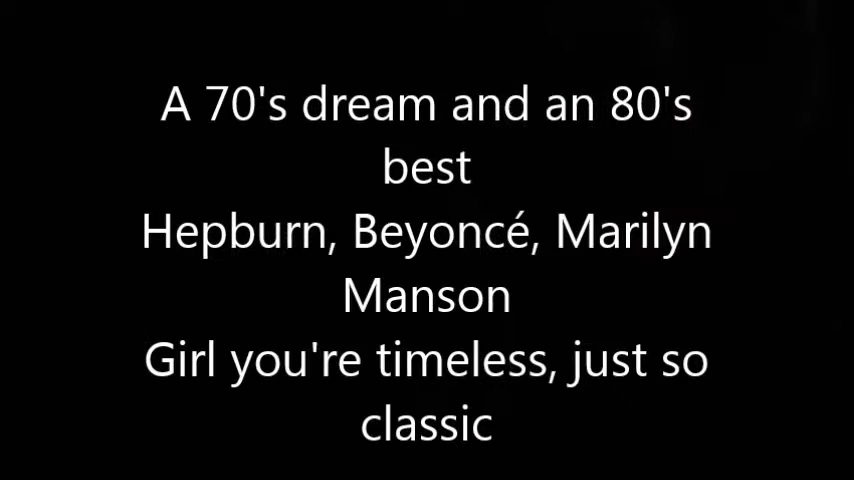 A 70's dream and an 80's
best
Hepburn, Beyoncé, Marilyn
Manson
Girl you're timeless, just so
classic